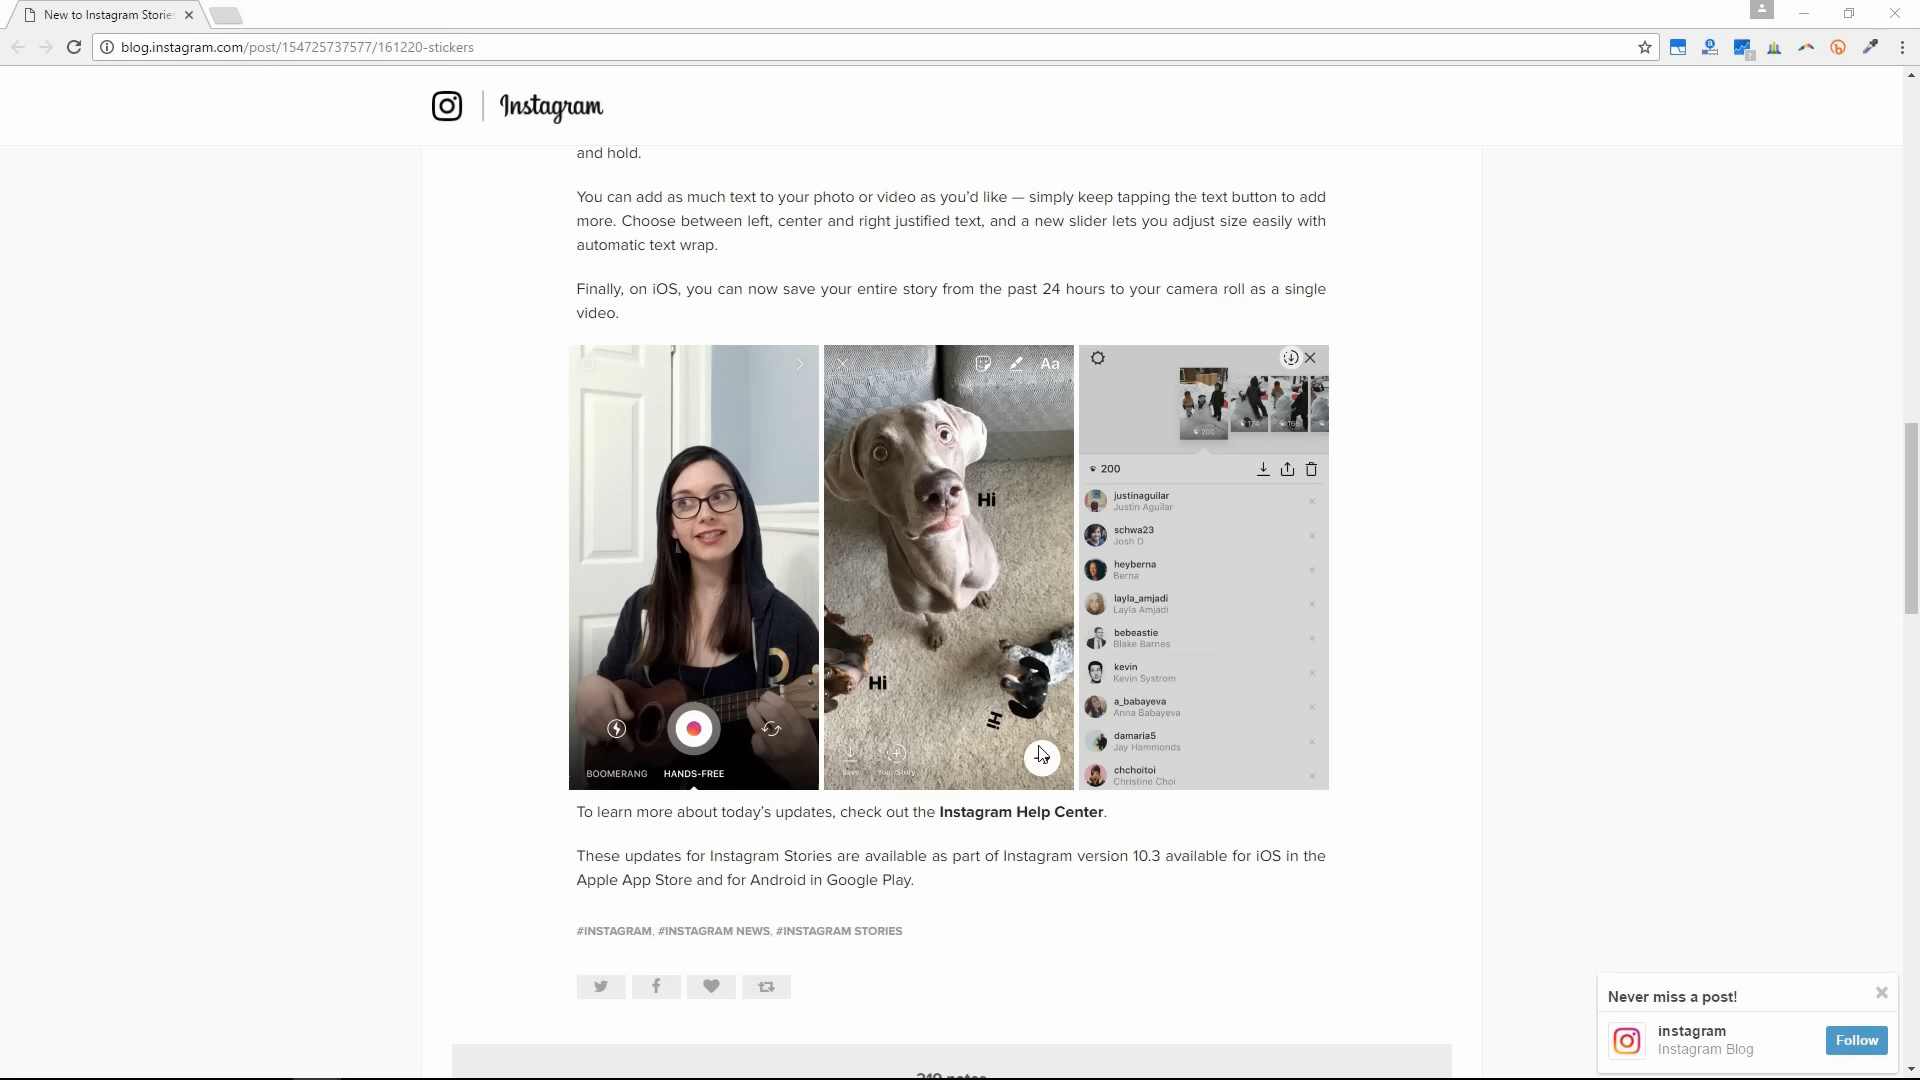 New to Instagram Storie
blog.instagram.com/post/154725737577/161220-stickers
Instagram
and hold.
You can add as much text to your photo or video as you’d like — simply keep tapping the text button to add
more. Choose between left, center and right justified text, and a new slider lets you adjust size easily with
automatic text wrap.
Finally, on iOS, you can now save your entire story from the past 24 hours to your camera roll as a single
video.
BOOMERANG HANDS-FREE
Aa
Hi
Hi
Hi
Save Your Story
200 174 165
200
justinaguilar
Justin Aguilar
schwa23
Josh D
heyberna
Berna
layla_amjadi
Layla Amjadi
bebeastie
Blake Barnes
kevin
Kevin Systrom
a_babayeva
Anna Babayeva
damaria5
Jay Hammonds
chchoitoi
Christine Choi
To learn more about today’s updates, check out the Instagram Help Center.
These updates for Instagram Stories are available as part of Instagram version 10.3 available for iOS in the
Apple App Store and for Android in Google Play.
#INSTAGRAM, #INSTAGRAM NEWS, #INSTAGRAM STORIES
Never miss a post!
instagram
Instagram Blog
Follow